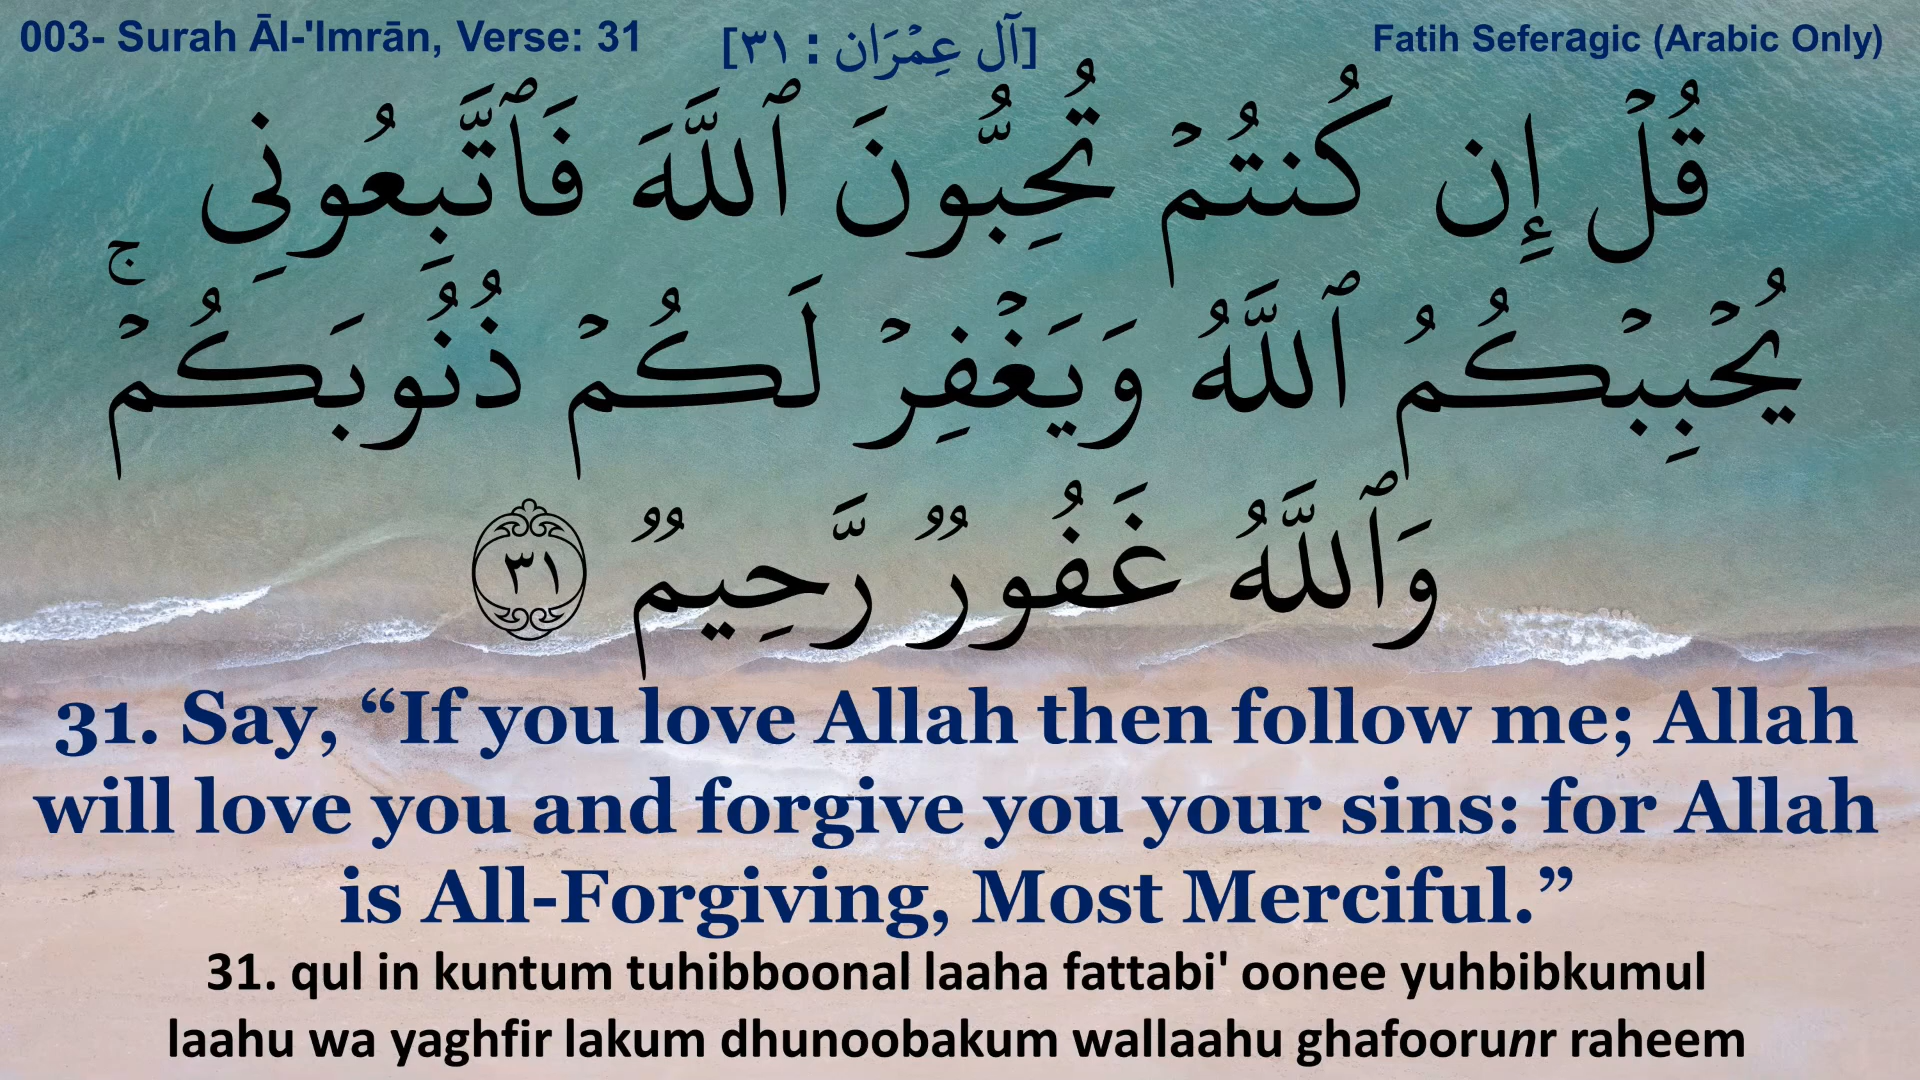 003- Surah Āl-'Imrān, Verse: 31
[آل عِمْرَان : ٣١]
Fatih Seferagic (Arabic Only)
قُلْ إِن كُنتُمْ تُحِبُّونَ ٱللَّهَ فَٱتَّبِعُونِى
يُحْبِبْكُمُ ٱللَّهُ وَيَغْفِرْ لَكُمْ ذُنُوبَكُمْ ۚ
وَٱللَّهُ غَفُورٌ رَّحِيمٌ ٣١
31. Say, “If you love Allah then follow me; Allah
will love you and forgive you your sins: for Allah
is All-Forgiving, Most Merciful.”
31. qul in kuntum tuhibboonal laaha fattabi' oonee yuhbibkumul
laahu wa yaghfir lakum dhunoobakum wallaahu ghafoorunr raheem